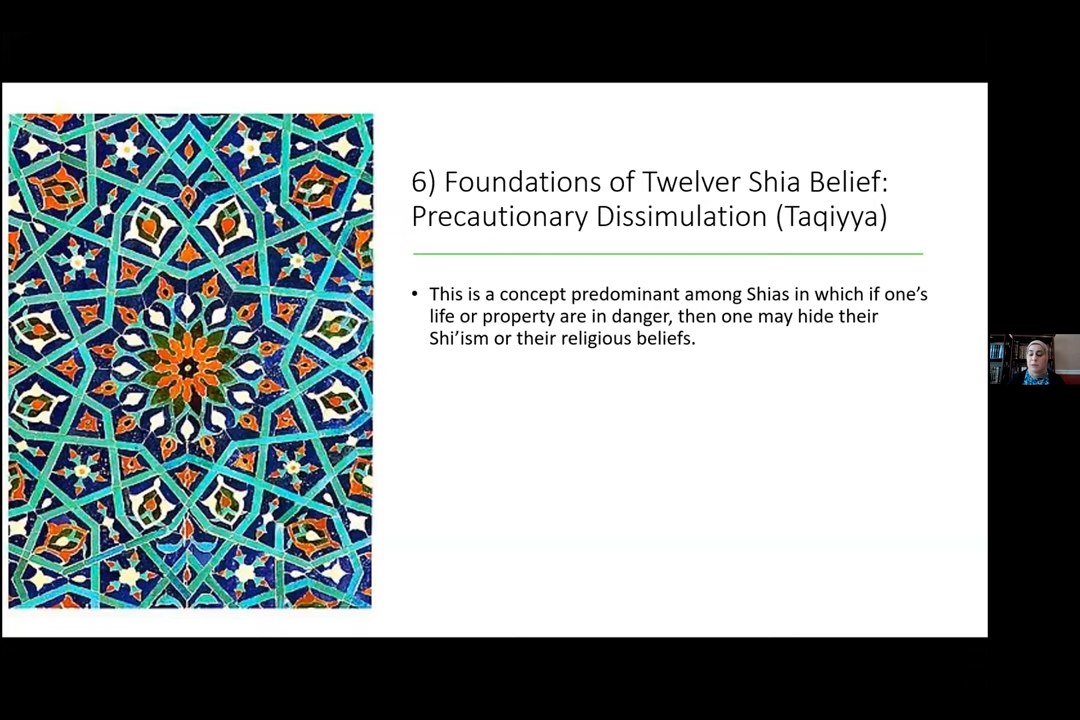 6) Foundations of Twelver Shia Belief:
Precautionary Dissimulation (Taqiyya)
• This is a concept predominant among Shias in which if one’s
life or property are in danger, then one may hide their
Shi’ism or their religious beliefs.